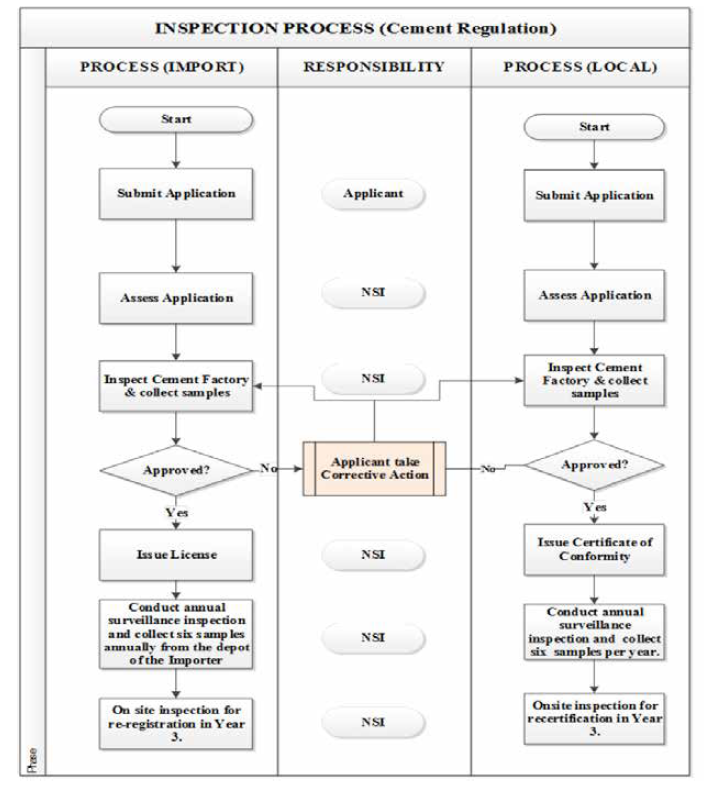 INSPECTION PROCESS (Cement Regulation)
PROCESS (IMPORT)
RESPONSIBILITY
PROCESS (LOCAL)
Start
Start
Submit Application
Applicant
Submit Application
Assess Application
NSI
Assess Application
Inspect Cement Factory
& collect samples
NSI
Inspect Cement
Factory & collect
samples
Approved?
No
Applicant take
Corrective Action
No
Approved?
Yes
Yes
Issue License
NSI
Issue Certificate of
Conformity
Conduct annual
surveillance inspection
and collect six samples
annually from the depot
of the Importer
NSI
Conduct annual
surveillance
inspection and collect
six samples per year.
On site inspection for
re-registration in Year
3.
NSI
Onsite inspection for
recertification in Year
3.
Phase